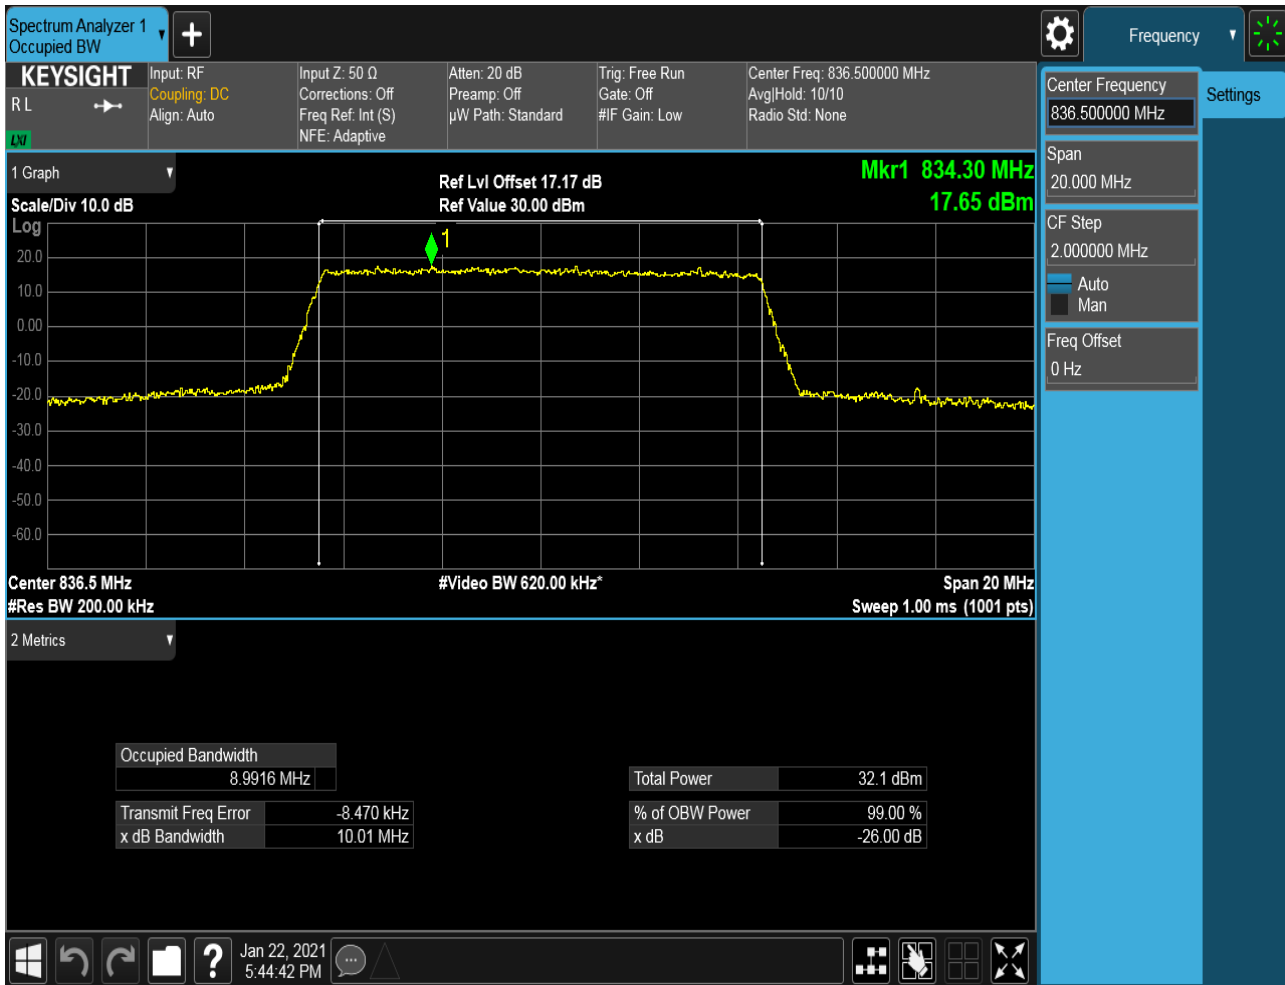 Spectrum Analyzer 1
Occupied BW
+
Frequency
KEYSIGHT
R L
LXI
Input: RF
Coupling: DC
Align: Auto
Input Z: 50 Ω
Corrections: Off
Freq Ref: Int (S)
NFE: Adaptive
Atten: 20 dB
Preamp: Off
µW Path: Standard
Trig: Free Run
Gate: Off
#IF Gain: Low
Center Freq: 836.500000 MHz
Avg|Hold: 10/10
Radio Std: None
Center Frequency
836.500000 MHz
Settings
Span
20.000 MHz
CF Step
2.000000 MHz
Auto
Man
Freq Offset
0 Hz
1 Graph
Scale/Div 10.0 dB
Log
Ref Lvl Offset 17.17 dB
Ref Value 30.00 dBm
Mkr1 834.30 MHz
17.65 dBm
1
20.0
10.0
0.00
-10.0
-20.0
-30.0
-40.0
-50.0
-60.0
Center 836.5 MHz
#Video BW 620.00 kHz*
Span 20 MHz
#Res BW 200.00 kHz
Sweep 1.00 ms (1001 pts)
2 Metrics
Occupied Bandwidth
8.9916 MHz
Total Power 32.1 dBm
Transmit Freq Error -8.470 kHz
% of OBW Power 99.00 %
x dB Bandwidth 10.01 MHz
x dB -26.00 dB
?
Jan 22, 2021
5:44:42 PM